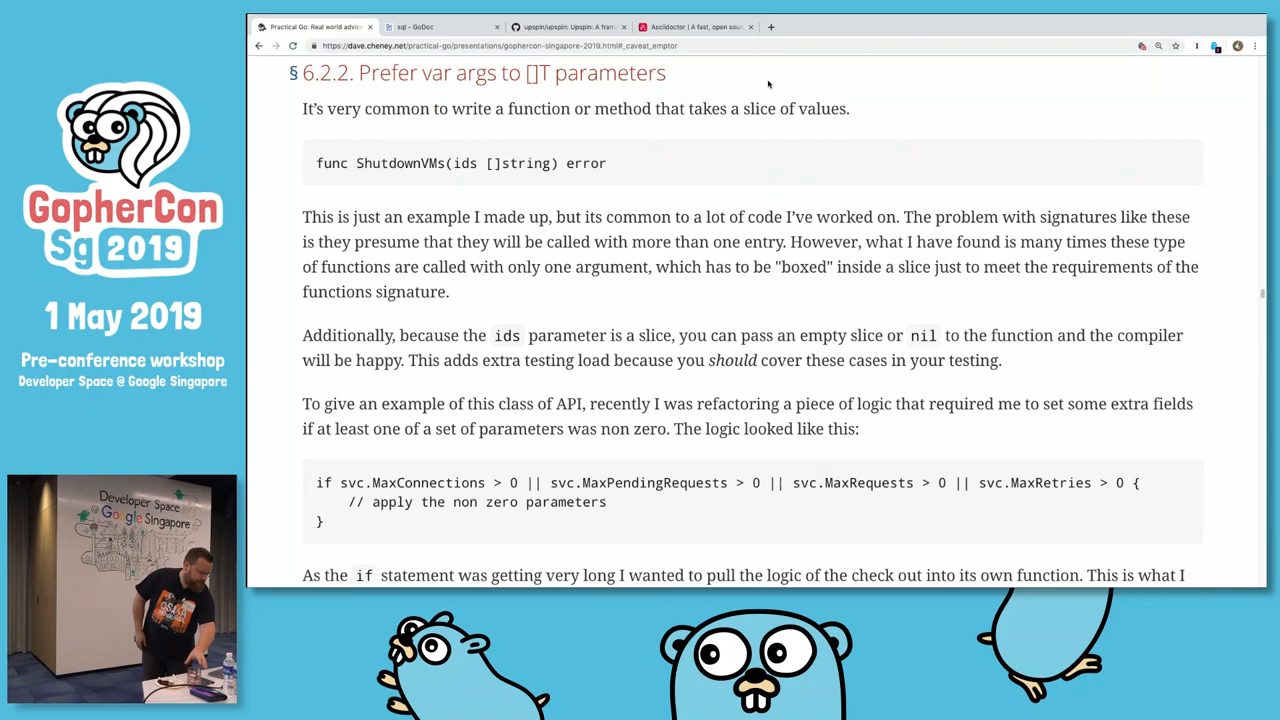 GopherCon
Sg 2019
1 May 2019
Pre-conference workshop
Developer Space @ Google Singapore
Developer Space
Google Singapore
Practical Go: Real world advic
sql - GoDoc
upspin/upspin: Upspin: A fram
Asciidoctor | A fast, open sou
https://dave.cheney.net/practical-go/presentations/gophercon-singapore-2019.html#_caveat_emptor
§ 6.2.2. Prefer var args to []T parameters
It’s very common to write a function or method that takes a slice of values.
func ShutdownVMs(ids []string) error
This is just an example I made up, but its common to a lot of code I’ve worked on. The problem with signatures like these
is they presume that they will be called with more than one entry. However, what I have found is many times these type
of functions are called with only one argument, which has to be "boxed" inside a slice just to meet the requirements of the
functions signature.
Additionally, because the ids parameter is a slice, you can pass an empty slice or nil to the function and the compiler
will be happy. This adds extra testing load because you should cover these cases in your testing.
To give an example of this class of API, recently I was refactoring a piece of logic that required me to set some extra fields
if at least one of a set of parameters was non zero. The logic looked like this:
if svc.MaxConnections > 0 || svc.MaxPendingRequests > 0 || svc.MaxRequests > 0 || svc.MaxRetries > 0 {
// apply the non zero parameters
}
As the if statement was getting very long I wanted to pull the logic of the check out into its own function. This is what I